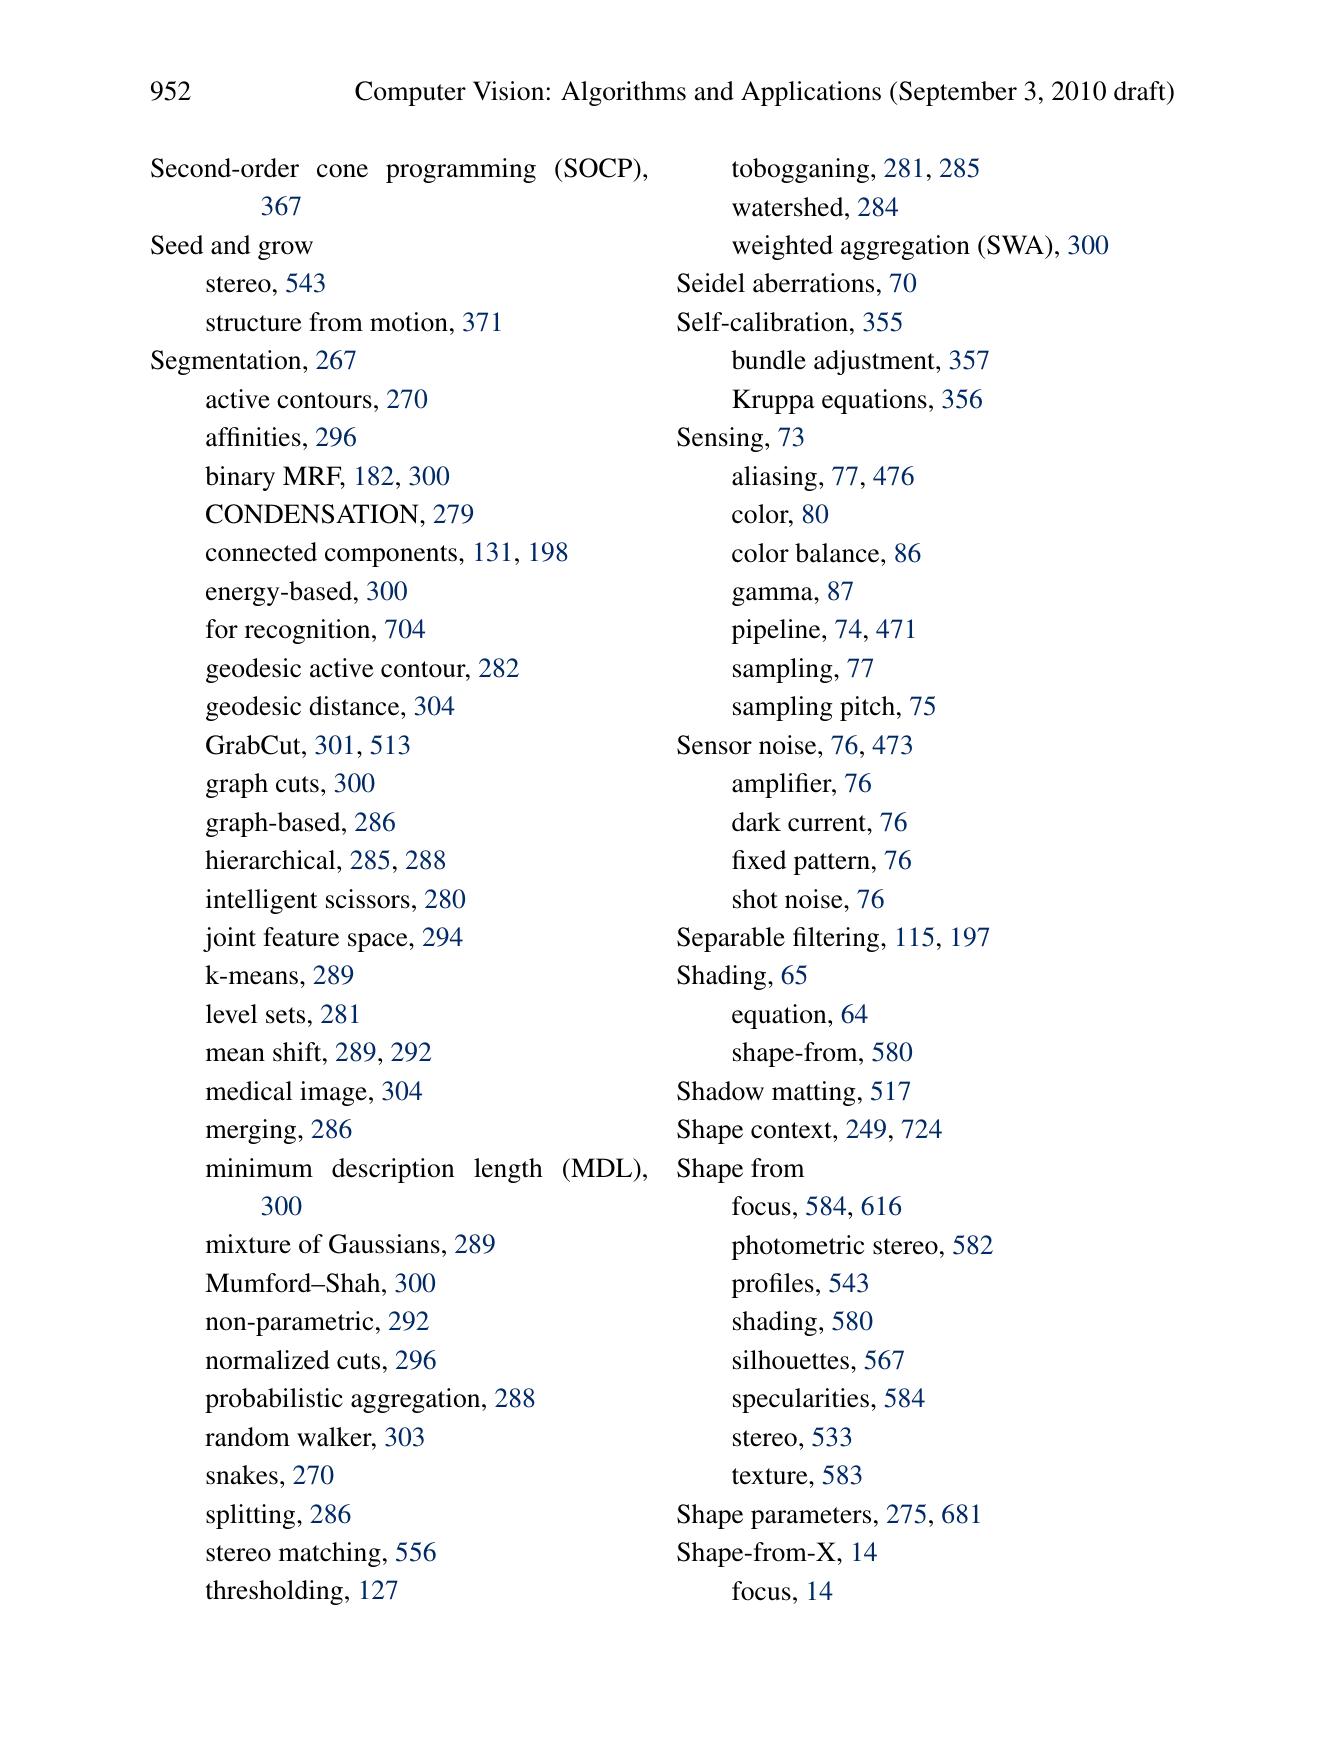 952 Computer Vision: Algorithms and Applications (September 3, 2010 draft)
Second-order cone programming (SOCP),
367
Seed and grow
stereo, 543
structure from motion, 371
Segmentation, 267
active contours, 270
affinities, 296
binary MRF, 182, 300
CONDENSATION, 279
connected components, 131, 198
energy-based, 300
for recognition, 704
geodesic active contour, 282
geodesic distance, 304
GrabCut, 301, 513
graph cuts, 300
graph-based, 286
hierarchical, 285, 288
intelligent scissors, 280
joint feature space, 294
k-means, 289
level sets, 281
mean shift, 289, 292
medical image, 304
merging, 286
minimum description length (MDL),
300
mixture of Gaussians, 289
Mumford–Shah, 300
non-parametric, 292
normalized cuts, 296
probabilistic aggregation, 288
random walker, 303
snakes, 270
splitting, 286
stereo matching, 556
thresholding, 127
tobogganing, 281, 285
watershed, 284
weighted aggregation (SWA), 300
Seidel aberrations, 70
Self-calibration, 355
bundle adjustment, 357
Kruppa equations, 356
Sensing, 73
aliasing, 77, 476
color, 80
color balance, 86
gamma, 87
pipeline, 74, 471
sampling, 77
sampling pitch, 75
Sensor noise, 76, 473
amplifier, 76
dark current, 76
fixed pattern, 76
shot noise, 76
Separable filtering, 115, 197
Shading, 65
equation, 64
shape-from, 580
Shadow matting, 517
Shape context, 249, 724
Shape from
focus, 584, 616
photometric stereo, 582
profiles, 543
shading, 580
silhouettes, 567
specularities, 584
stereo, 533
texture, 583
Shape parameters, 275, 681
Shape-from-X, 14
focus, 14